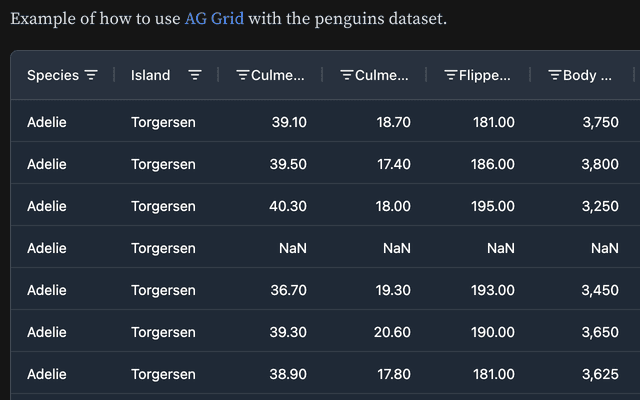 Example of how to use AG Grid with the penguins dataset.
Species Island Culme... Culme... Flippe... Body ...
Adelie Torgersen 39.10 18.70 181.00 3,750
Adelie Torgersen 39.50 17.40 186.00 3,800
Adelie Torgersen 40.30 18.00 195.00 3,250
Adelie Torgersen NaN NaN NaN NaN
Adelie Torgersen 36.70 19.30 193.00 3,450
Adelie Torgersen 39.30 20.60 190.00 3,650
Adelie Torgersen 38.90 17.80 181.00 3,625